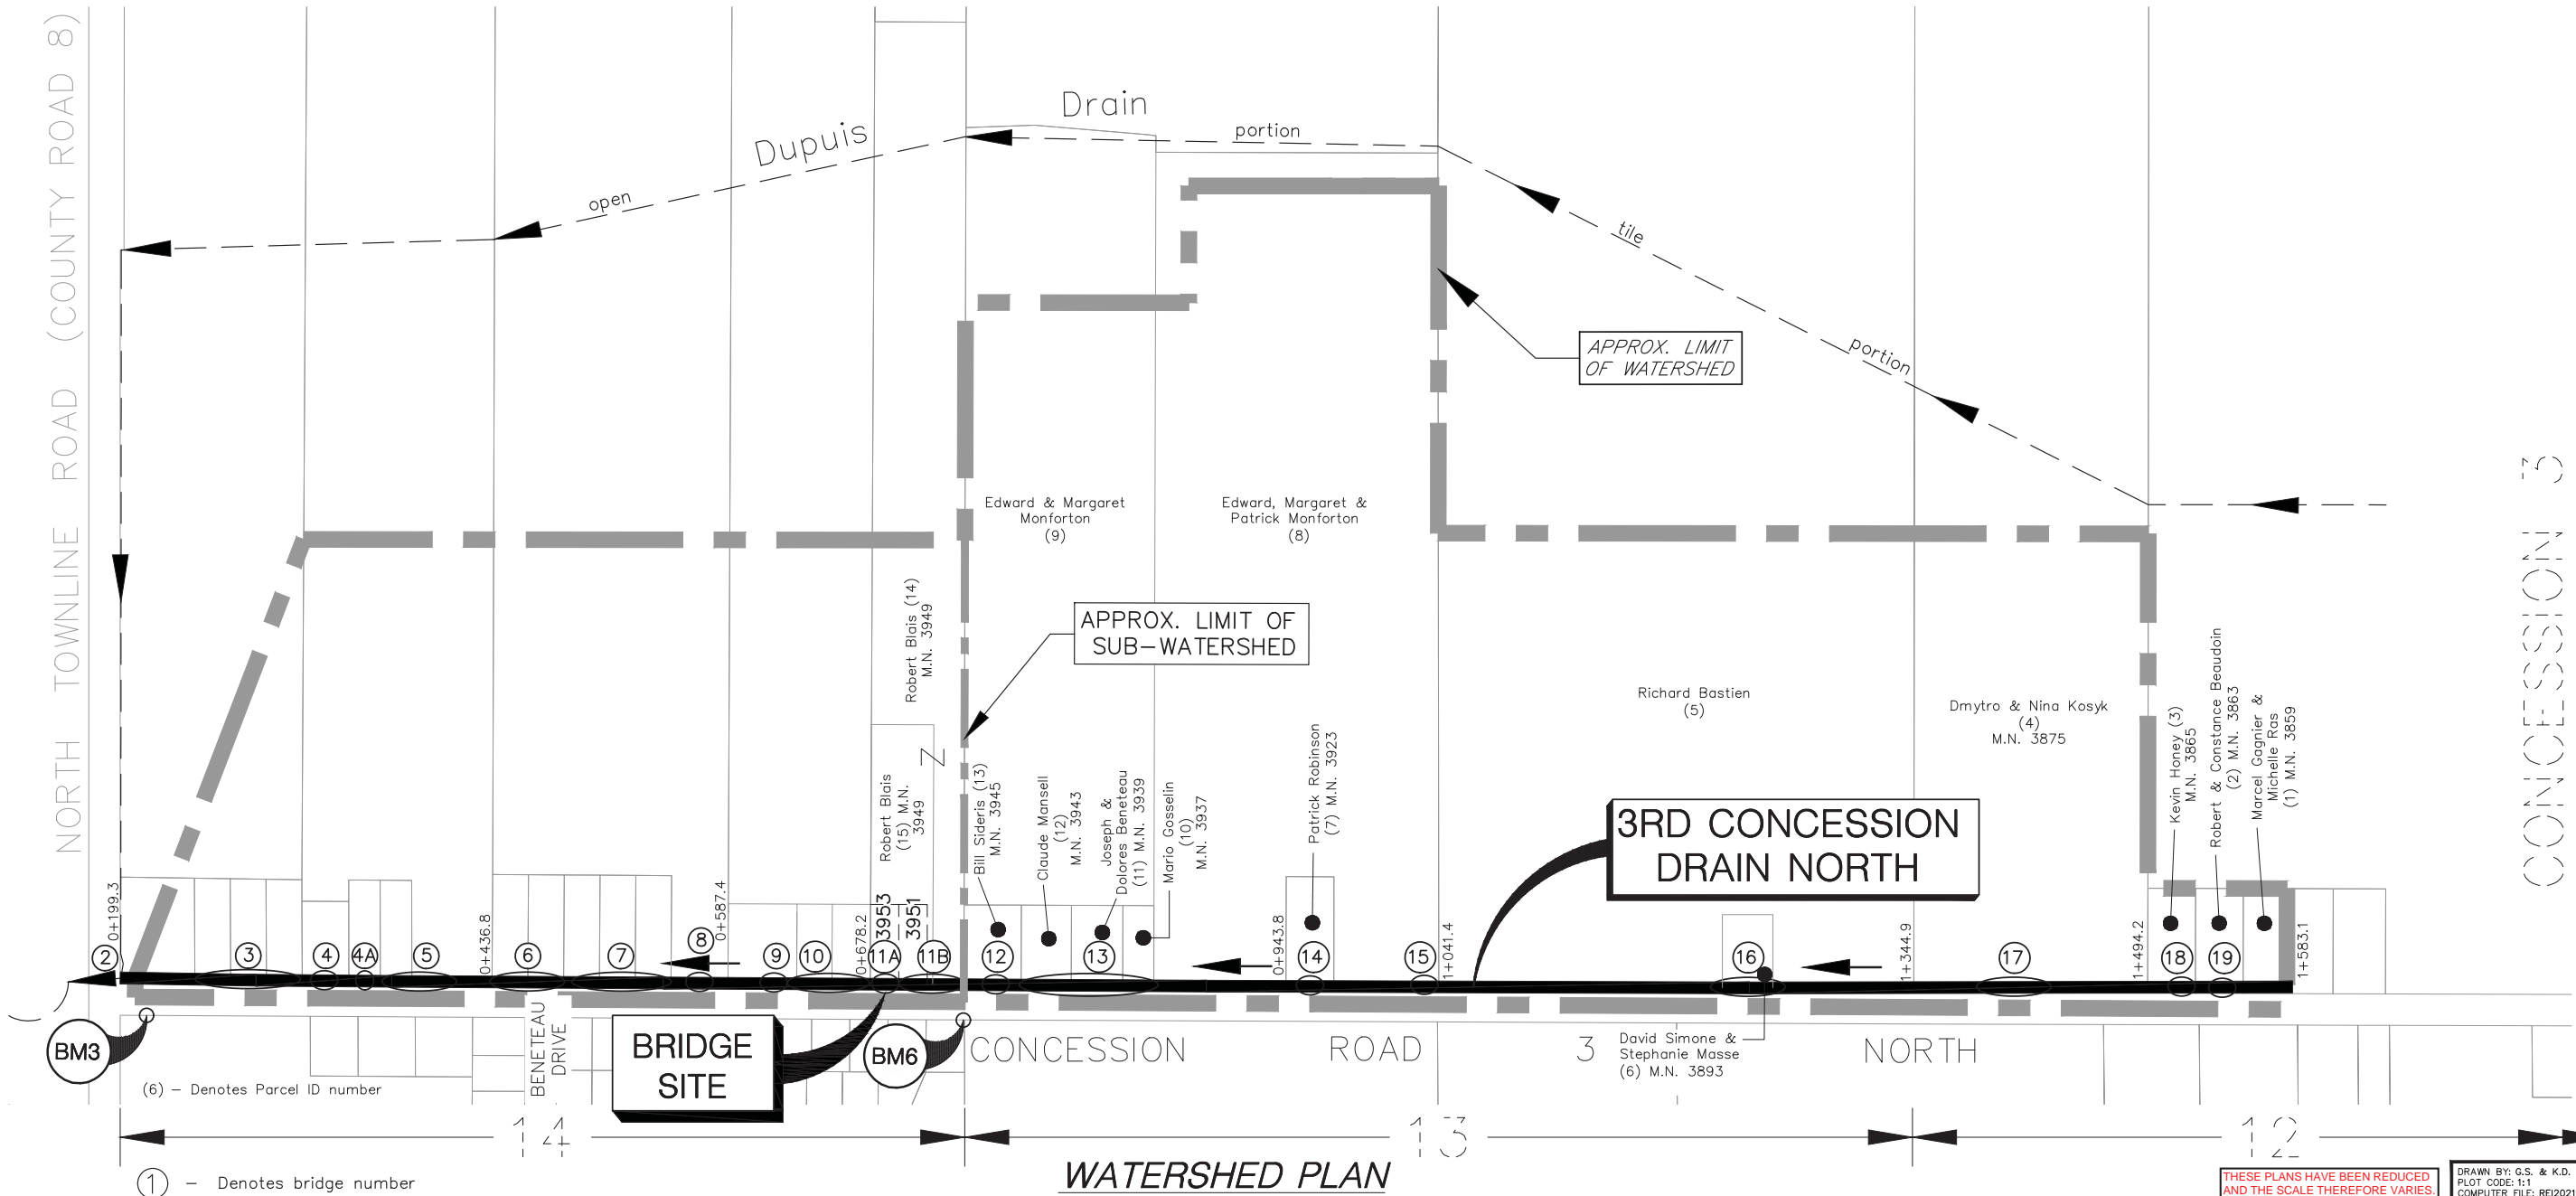 NORTH TOWNLINE ROAD (COUNTY ROAD 8)
Dupuis
Drain
open
portion
tile
portion
APPROX. LIMIT
OF WATERSHED
APPROX. LIMIT OF
SUB-WATERSHED
CONCESSION 3
Edward & Margaret
Monforton
(9)
Edward, Margaret &
Patrick Monforton
(8)
Richard Bastien
(5)
Dmytro & Nina Kosyk
(4)
M.N. 3875
Robert Blais (14)
M.N. 3949
Robert Blais
(15) M.N.
3949
Bill Sideris (13)
M.N. 3945
Claude Mansell
(12)
M.N. 3943
Joseph &
Dolores Beneteau
(11) M.N. 3939
Mario Gosselin
(10)
M.N. 3937
Patrick Robinson
(7) M.N. 3923
Kevin Honey (3)
M.N. 3865
Robert & Constance Beaudoin
(2) M.N. 3863
Marcel Gagnier &
Michelle Ras
(1) M.N. 3859
3RD CONCESSION
DRAIN NORTH
3953
3951
0+199.3
0+436.8
0+587.4
0+678.2
0+943.8
1+041.4
1+344.9
1+494.2
1+583.1
2
3
4
4A
5
6
7
8
9
10
11A
11B
12
13
14
15
16
17
18
19
BM3
BM6
BENETEAU
DRIVE
BRIDGE
SITE
CONCESSION ROAD 3 NORTH
David Simone &
Stephanie Masse
(6) M.N. 3893
(6) - Denotes Parcel ID number
14
13
12
1 - Denotes bridge number
WATERSHED PLAN
THESE PLANS HAVE BEEN REDUCED
AND THE SCALE THEREFORE VARIES.
DRAWN BY: G.S. & K.D.
PLOT CODE: 1:1
COMPUTER FILE: REI2021